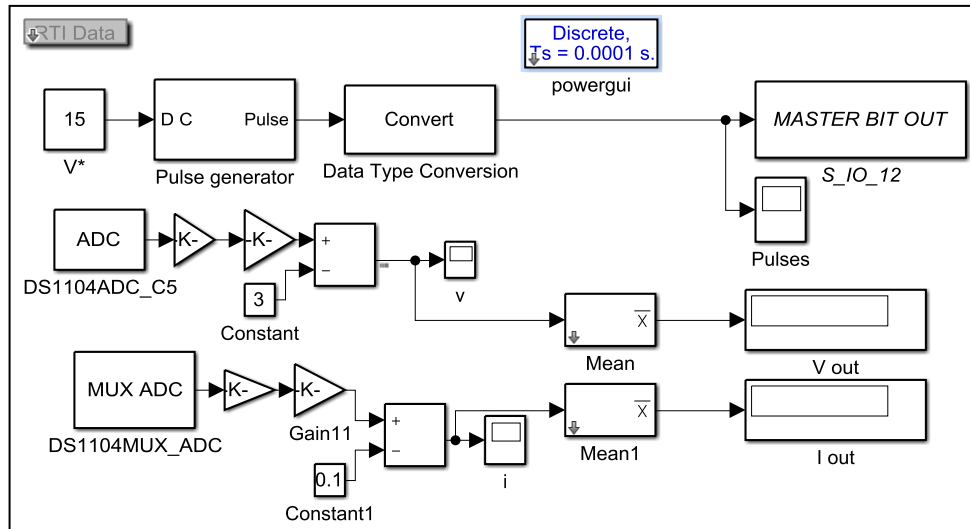 RTI Data
Discrete,
Ts = 0.0001 s.
powergui
15
V*
D C
Pulse
Pulse generator
Convert
Data Type Conversion
MASTER BIT OUT
S_IO_12
Pulses
ADC
DS1104ADC_C5
-K-
-K-
+
−
3
Constant
v
x
Mean
V out
MUX ADC
DS1104MUX_ADC
-K-
-K-
Gain11
+
−
0.1
Constant1
i
x
Mean1
I out